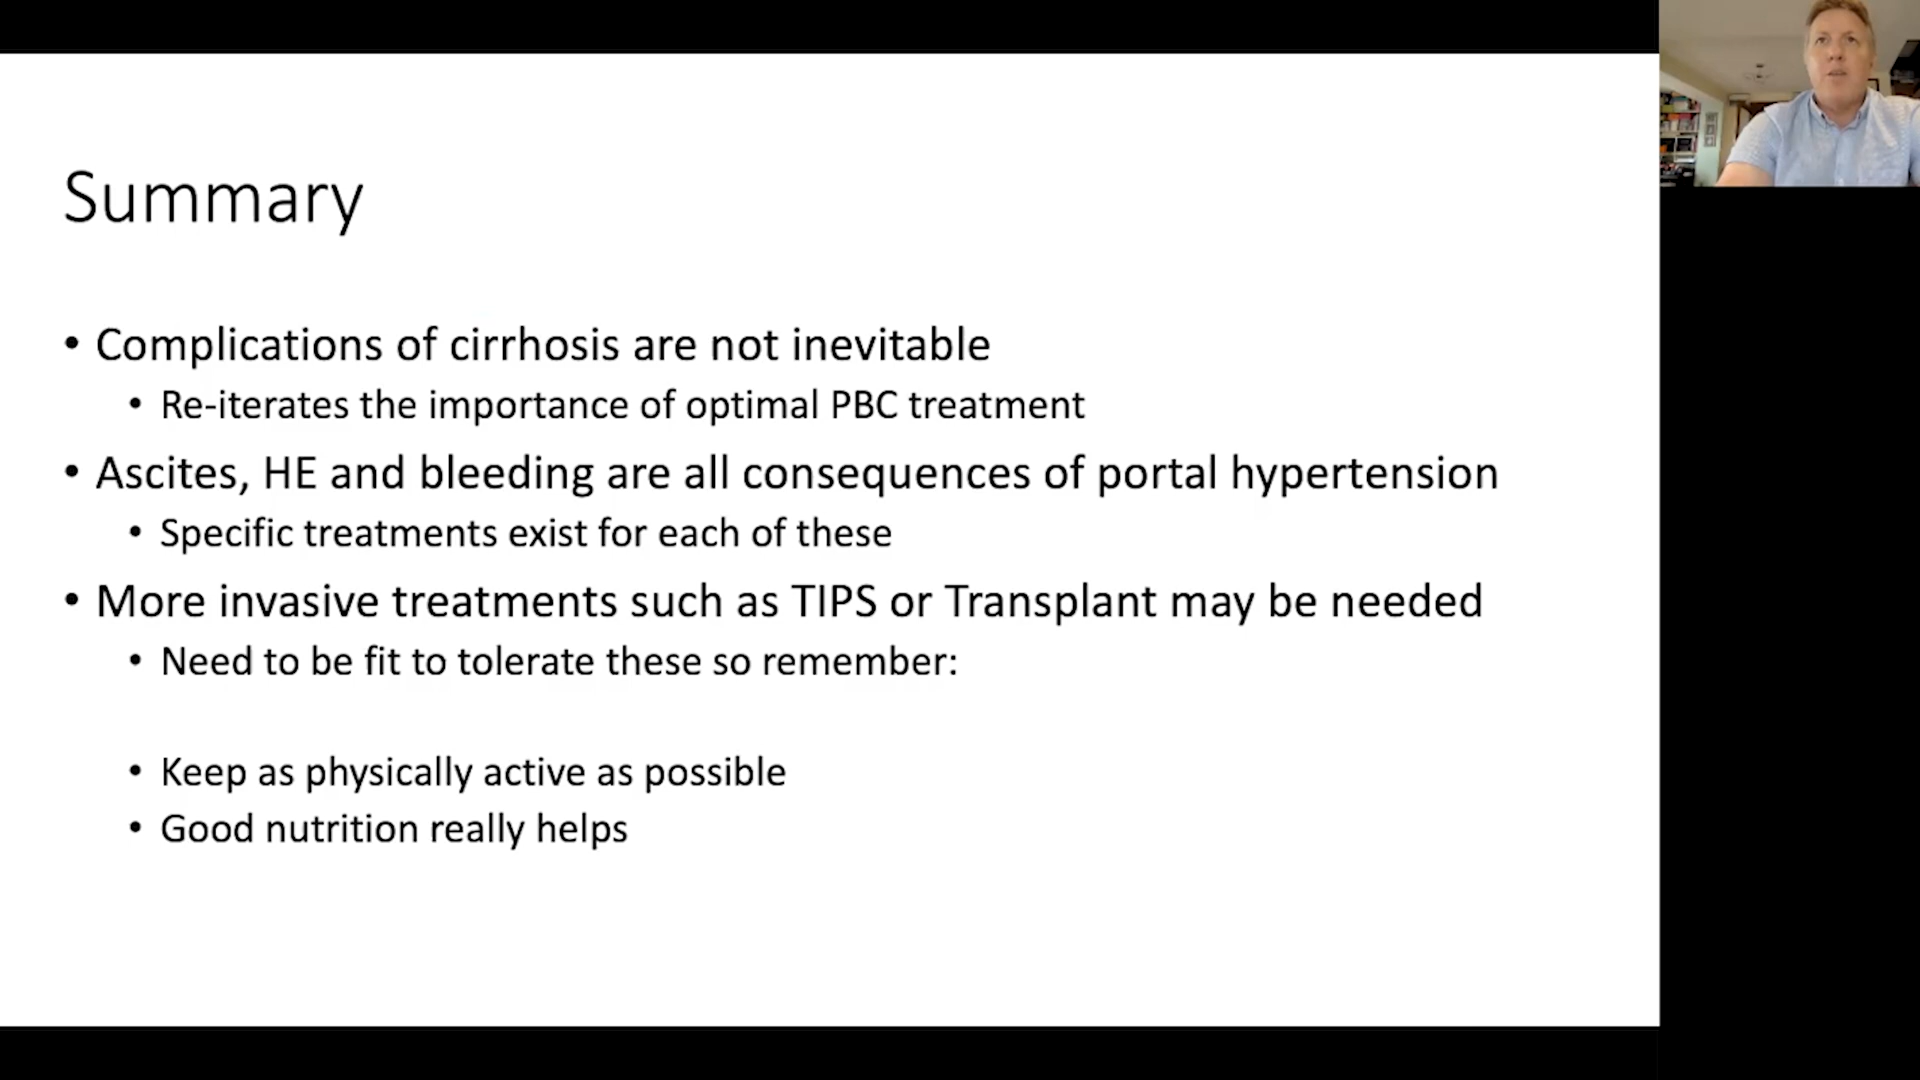 Summary
• Complications of cirrhosis are not inevitable
• Re-iterates the importance of optimal PBC treatment
• Ascites, HE and bleeding are all consequences of portal hypertension
• Specific treatments exist for each of these
• More invasive treatments such as TIPS or Transplant may be needed
• Need to be fit to tolerate these so remember:
• Keep as physically active as possible
• Good nutrition really helps